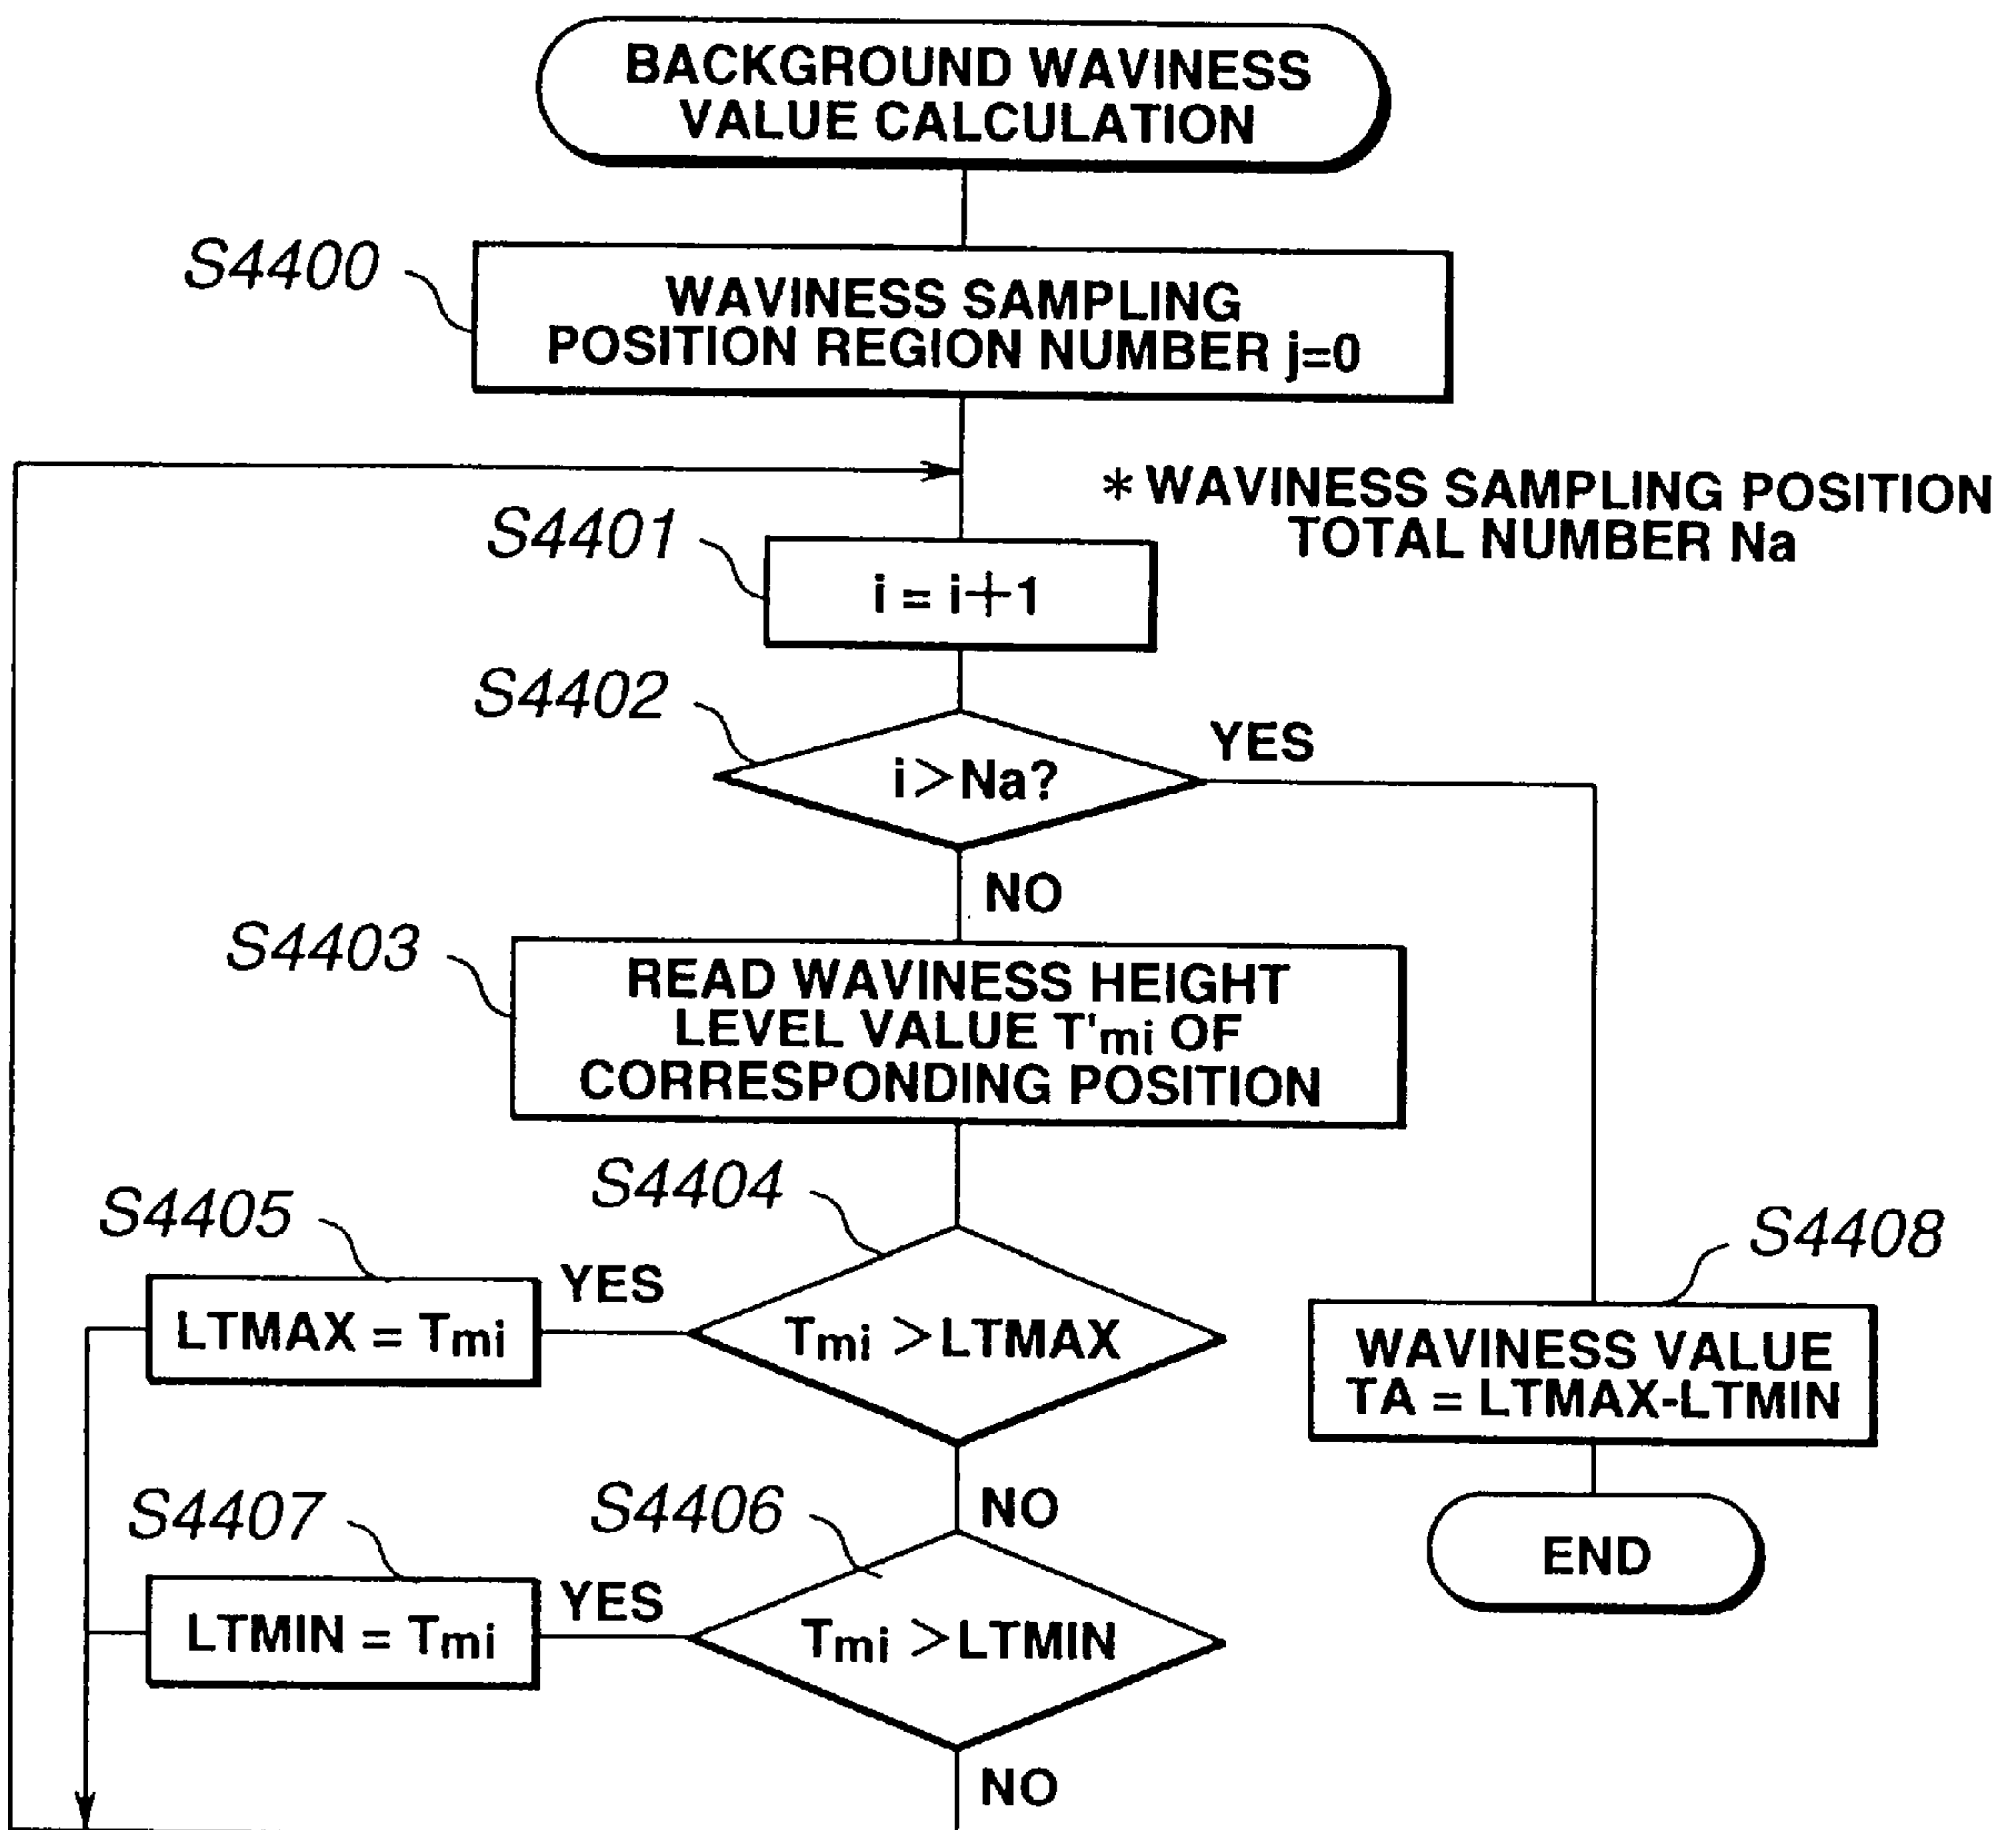 BACKGROUND WAVINESS
VALUE CALCULATION
S4400
WAVINESS SAMPLING
POSITION REGION NUMBER j=0
* WAVINESS SAMPLING POSITION
TOTAL NUMBER Na
S4401
i = i+1
S4402
i>Na?
YES
NO
S4403
READ WAVINESS HEIGHT
LEVEL VALUE T'mi OF
CORRESPONDING POSITION
S4404
Tmi >LTMAX
YES
S4405
LTMAX = Tmi
NO
S4406
Tmi >LTMIN
YES
S4407
LTMIN = Tmi
NO
S4408
WAVINESS VALUE
TA = LTMAX-LTMIN
END